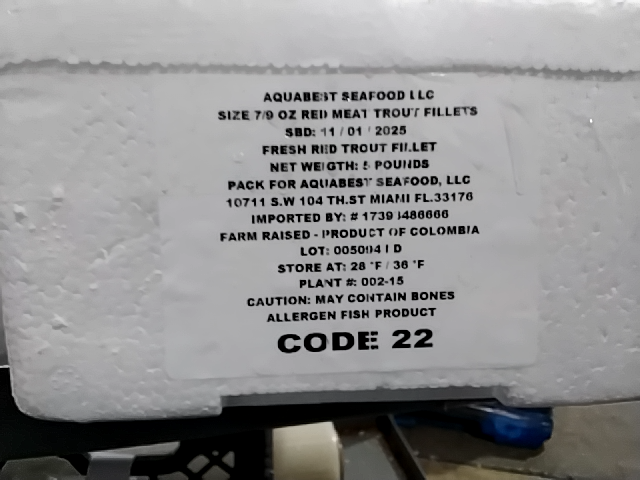 AQUABEST SEAFOOD LLC
SIZE 7/9 OZ RED MEAT TROUT FILLETS
SBD: 11 / 01 / 2025
FRESH RED TROUT FILLET
NET WEIGTH: 5 POUNDS
PACK FOR AQUABEST SEAFOOD, LLC
10711 S.W 104 TH.ST MIAMI FL.33176
IMPORTED BY: #
FARM RAISED - PRODUCT OF COLOMBIA
LOT:
STORE AT: 28 °F / 36 °F
PLANT #: 002-15
CAUTION: MAY CONTAIN BONES
ALLERGEN FISH PRODUCT
CODE 22